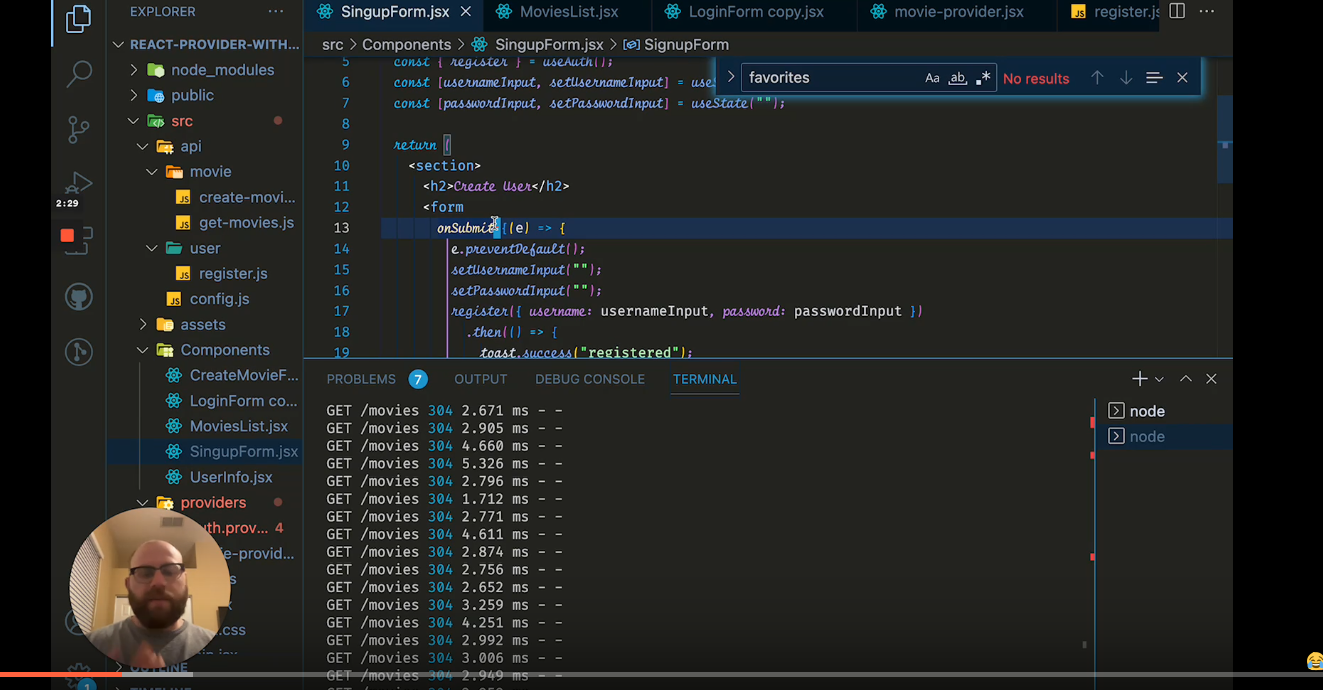 EXPLORER
REACT-PROVIDER-WITH...
node_modules
public
src
api
movie
create-movi...
get-movies.js
user
register.js
config.js
assets
Components
CreateMovieF...
LoginForm co...
MoviesList.jsx
SingupForm.jsx
UserInfo.jsx
providers
uth.prov... 4
e-provid...
css
OUTLINE
2:29
1
SingupForm.jsx
MoviesList.jsx
LoginForm copy.jsx
movie-provider.jsx
JS register.js
src > Components > SingupForm.jsx > SignupForm
favorites
Aa ab .* No results
5 const { register } = useAuth();
6 const [usernameInput, setUsernameInput] = use
7 const [passwordInput, setPasswordInput] = useState("");
8
9 return (
10 <section>
11 <h2>Create User</h2>
12 <form
13 onSubmit={(e) => {
14 e.preventDefault();
15 setUsernameInput("");
16 setPasswordInput("");
17 register({ username: usernameInput, password: passwordInput })
18 .then(() => {
19 toast.success("registered");
PROBLEMS 7 OUTPUT DEBUG CONSOLE TERMINAL
GET /movies 304 2.671 ms - -
GET /movies 304 2.905 ms - -
GET /movies 304 4.660 ms - -
GET /movies 304 5.326 ms - -
GET /movies 304 2.796 ms - -
GET /movies 304 1.712 ms - -
GET /movies 304 2.771 ms - -
GET /movies 304 4.611 ms - -
GET /movies 304 2.874 ms - -
GET /movies 304 2.756 ms - -
GET /movies 304 2.652 ms - -
GET /movies 304 3.259 ms - -
GET /movies 304 4.251 ms - -
GET /movies 304 2.992 ms - -
GET /movies 304 3.006 ms - -
GET /movies 304 2.949 ms - -
node
node